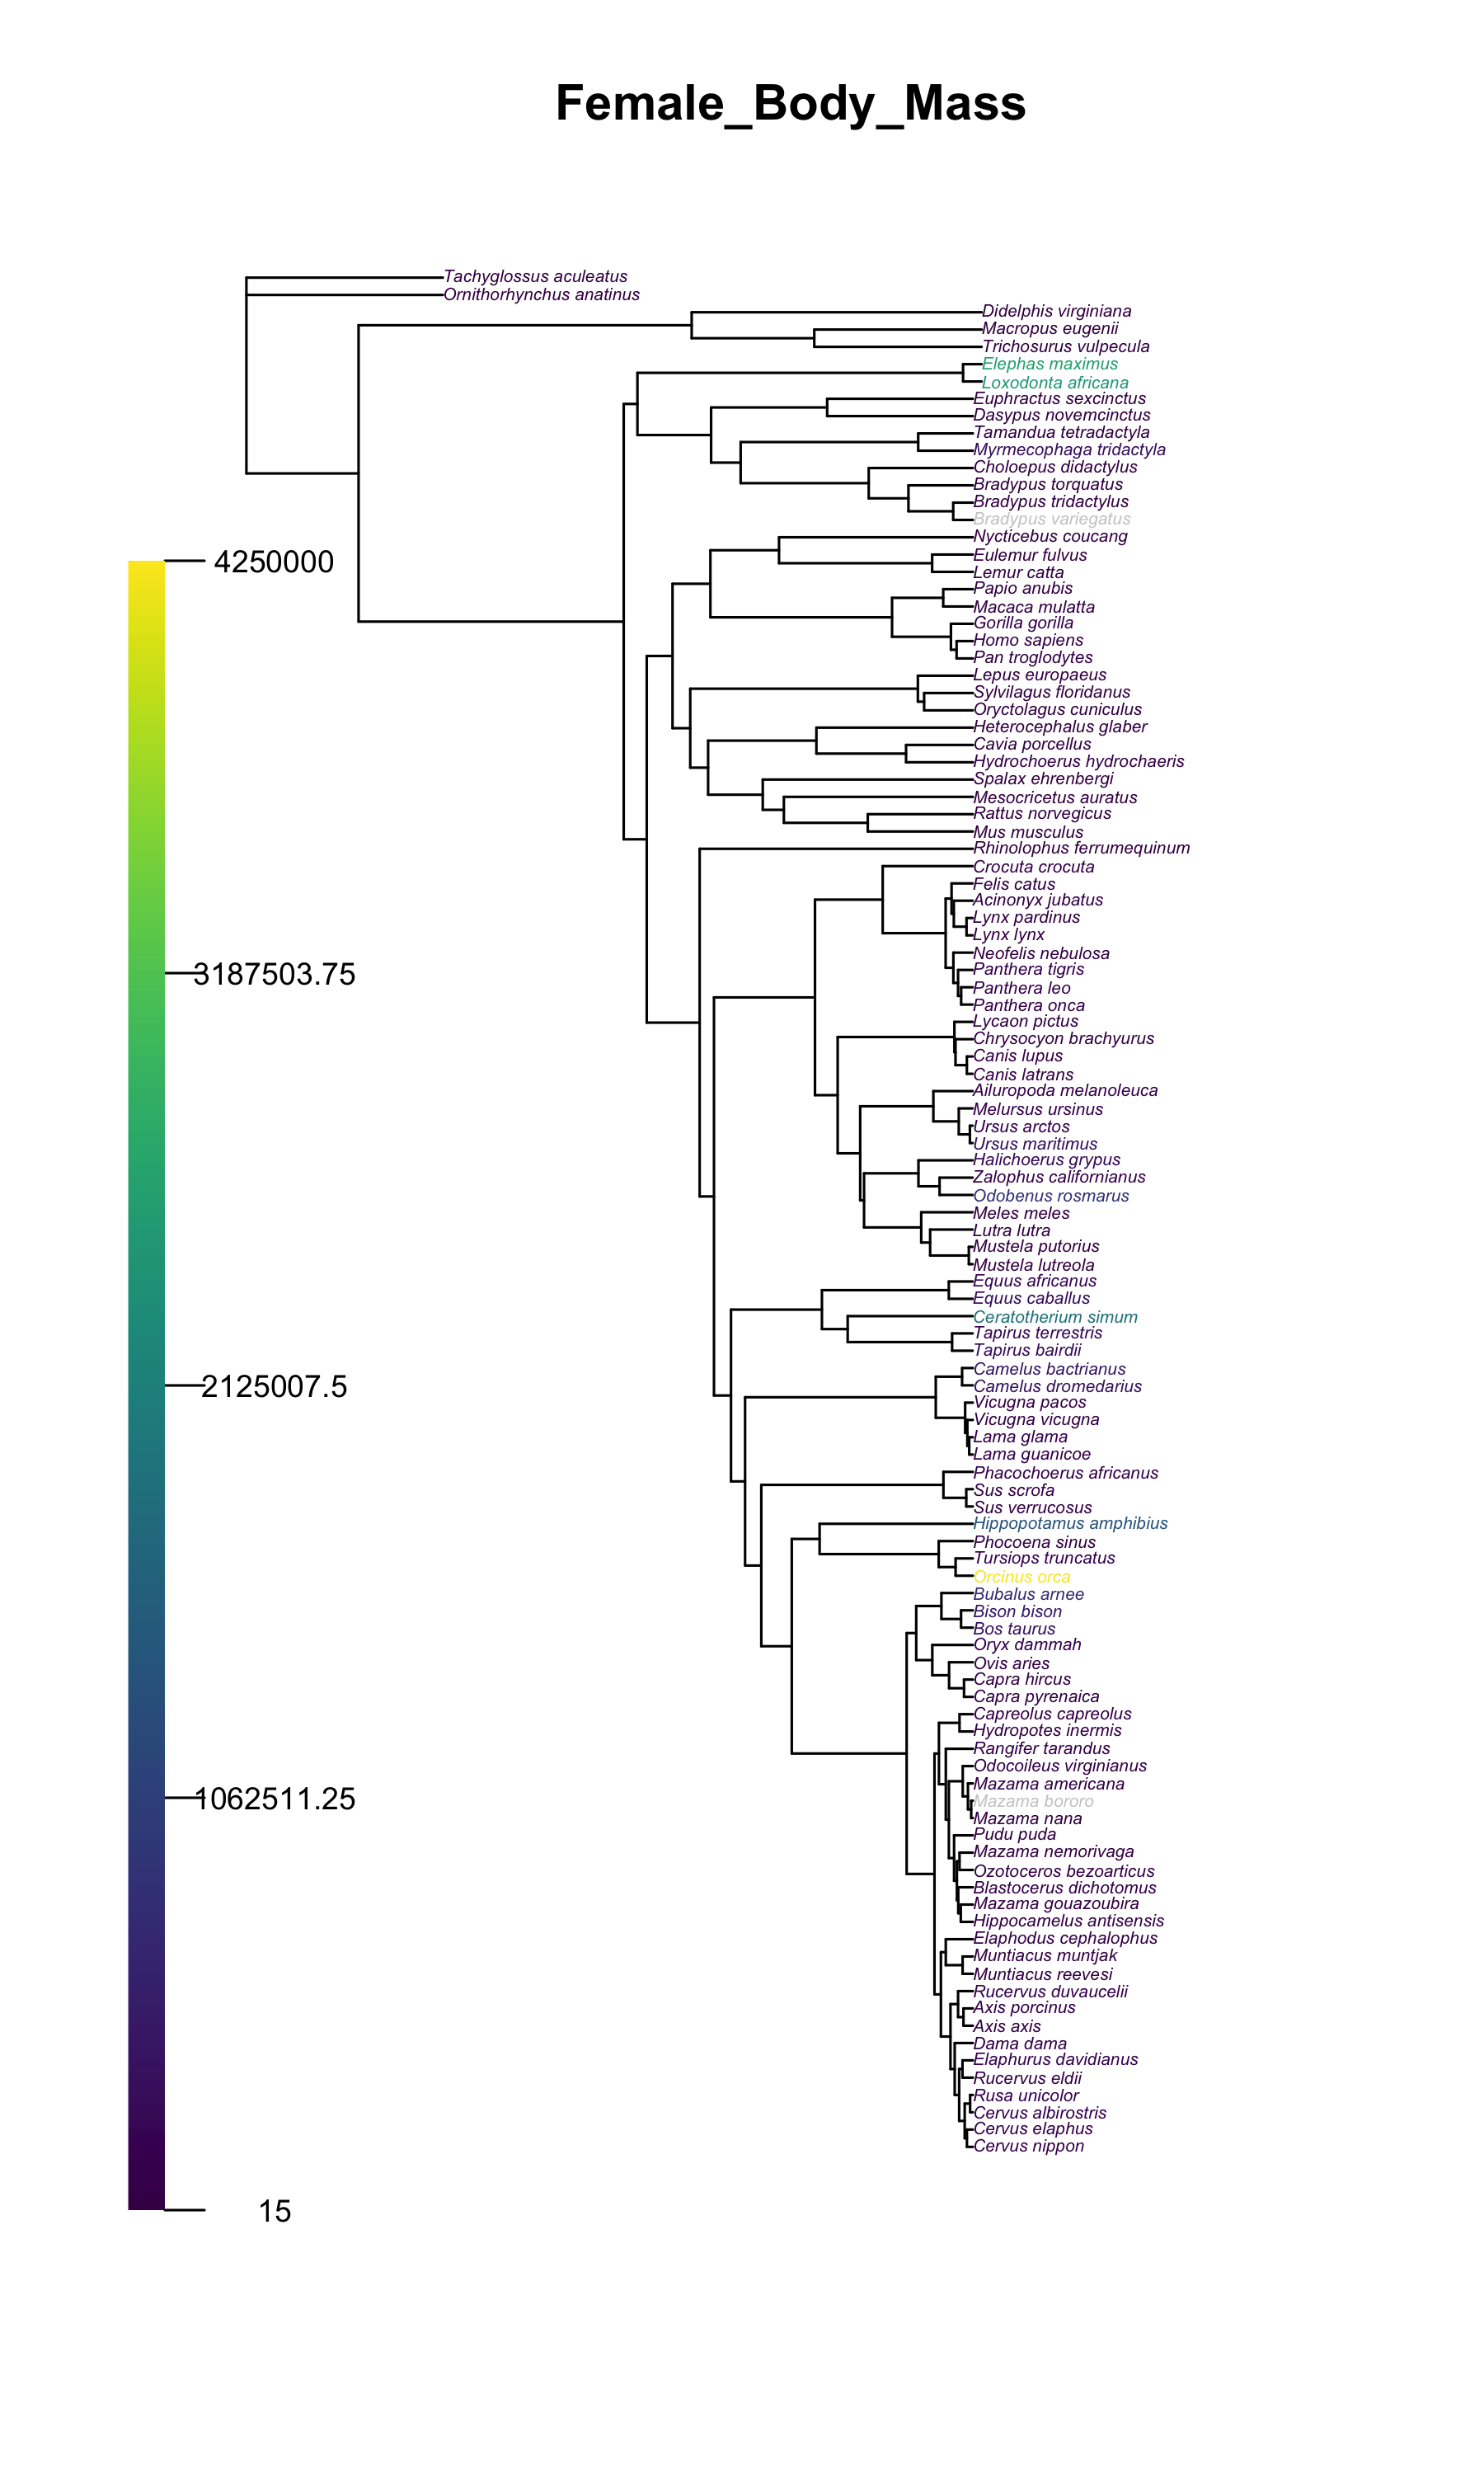 Female_Body_Mass
Tachyglossus aculeatus
Ornithorhynchus anatinus
Didelphis virginiana
Macropus eugenii
Trichosurus vulpecula
Elephas maximus
Loxodonta africana
Euphractus sexcinctus
Dasypus novemcinctus
Tamandua tetradactyla
Myrmecophaga tridactyla
Choloepus didactylus
Bradypus torquatus
Bradypus tridactylus
Bradypus variegatus
Nycticebus coucang
Eulemur fulvus
Lemur catta
Papio anubis
Macaca mulatta
Gorilla gorilla
Homo sapiens
Pan troglodytes
Lepus europaeus
Sylvilagus floridanus
Oryctolagus cuniculus
Heterocephalus glaber
Cavia porcellus
Hydrochoerus hydrochaeris
Spalax ehrenbergi
Mesocricetus auratus
Rattus norvegicus
Mus musculus
Rhinolophus ferrumequinum
Crocuta crocuta
Felis catus
Acinonyx jubatus
Lynx pardinus
Lynx lynx
Neofelis nebulosa
Panthera tigris
Panthera leo
Panthera onca
Lycaon pictus
Chrysocyon brachyurus
Canis lupus
Canis latrans
Ailuropoda melanoleuca
Melursus ursinus
Ursus arctos
Ursus maritimus
Halichoerus grypus
Zalophus californianus
Odobenus rosmarus
Meles meles
Lutra lutra
Mustela putorius
Mustela lutreola
Equus africanus
Equus caballus
Ceratotherium simum
Tapirus terrestris
Tapirus bairdii
Camelus bactrianus
Camelus dromedarius
Vicugna pacos
Vicugna vicugna
Lama glama
Lama guanicoe
Phacochoerus africanus
Sus scrofa
Sus verrucosus
Hippopotamus amphibius
Phocoena sinus
Tursiops truncatus
Orcinus orca
Bubalus arnee
Bison bison
Bos taurus
Oryx dammah
Ovis aries
Capra hircus
Capra pyrenaica
Capreolus capreolus
Hydropotes inermis
Rangifer tarandus
Odocoileus virginianus
Mazama americana
Mazama bororo
Mazama nana
Pudu puda
Mazama nemorivaga
Ozotoceros bezoarticus
Blastocerus dichotomus
Mazama gouazoubira
Hippocamelus antisensis
Elaphodus cephalophus
Muntiacus muntjak
Muntiacus reevesi
Rucervus duvaucelii
Axis porcinus
Axis axis
Dama dama
Elaphurus davidianus
Rucervus eldii
Rusa unicolor
Cervus albirostris
Cervus elaphus
Cervus nippon
4250000
3187503.75
2125007.5
1062511.25
15